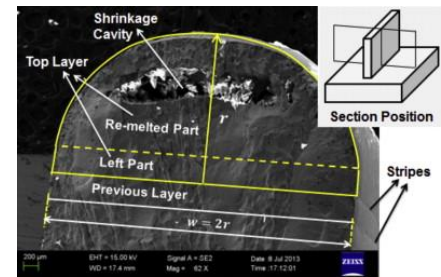 Shrinkage
Cavity
Top Layer
Re-melted Part
r
Section Position
Left Part
Previous Layer
Stripes
w = 2r
200 µm
EHT = 15.00 kV
Signal A = SE2
Date :8 Jul 2013
WD = 17.4 mm
Mag = 62 X
Time :17:12:01
ZEISS